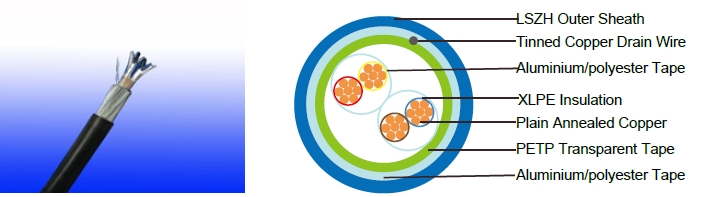 LSZH Outer Sheath
Tinned Copper Drain Wire
Aluminium/polyester Tape
XLPE Insulation
Plain Annealed Copper
PETP Transparent Tape
Aluminium/polyester Tape